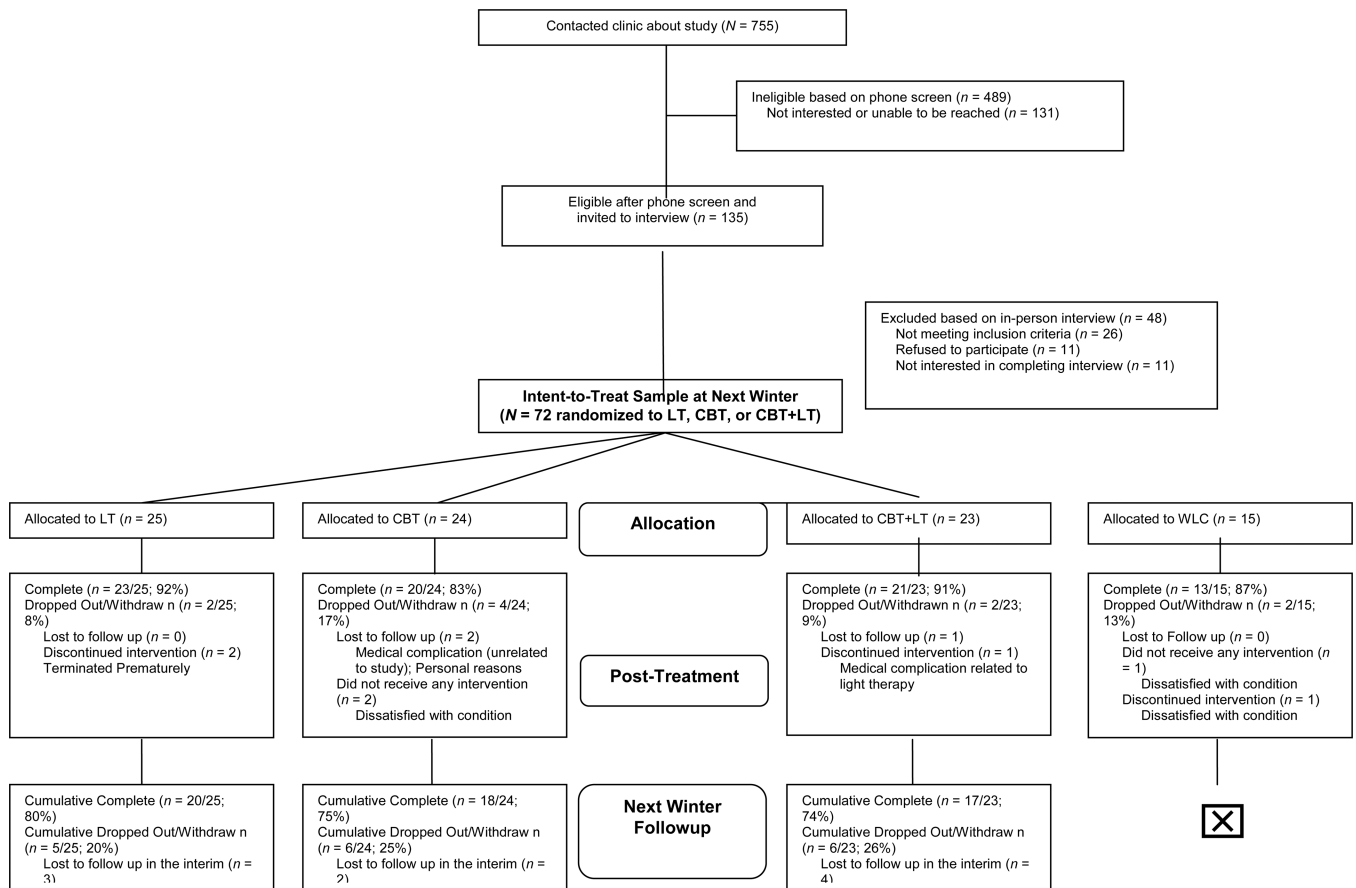 Contacted clinic about study (N = 755)
Ineligible based on phone screen (n = 489)
Not interested or unable to be reached (n = 131)
Eligible after phone screen and
invited to interview (n = 135)
Excluded based on in-person interview (n = 48)
Not meeting inclusion criteria (n = 26)
Refused to participate (n = 11)
Not interested in completing interview (n = 11)
Intent-to-Treat Sample at Next Winter
(N = 72 randomized to LT, CBT, or CBT+LT)
Allocated to LT (n = 25)
Allocated to CBT (n = 24)
Allocation
Allocated to CBT+LT (n = 23)
Allocated to WLC (n = 15)
Complete (n = 23/25; 92%)
Dropped Out/Withdraw n (n = 2/25;
8%)
Lost to follow up (n = 0)
Discontinued intervention (n = 2)
Terminated Prematurely
Complete (n = 20/24; 83%)
Dropped Out/Withdraw n (n = 4/24;
17%)
Lost to follow up (n = 2)
Medical complication (unrelated
to study); Personal reasons
Did not receive any intervention
(n = 2)
Dissatisfied with condition
Post-Treatment
Complete (n = 21/23; 91%)
Dropped Out/Withdrawn n (n = 2/23;
9%)
Lost to follow up (n = 1)
Discontinued intervention (n = 1)
Medical complication related to
light therapy
Complete (n = 13/15; 87%)
Dropped Out/Withdraw n (n = 2/15;
13%)
Lost to Follow up (n = 0)
Did not receive any intervention (n
= 1)
Dissatisfied with condition
Discontinued intervention (n = 1)
Dissatisfied with condition
Cumulative Complete (n = 20/25;
80%)
Cumulative Dropped Out/Withdraw n
(n = 5/25; 20%)
Lost to follow up in the interim (n =
3)
Cumulative Complete (n = 18/24;
75%)
Cumulative Dropped Out/Withdraw n
(n = 6/24; 25%)
Lost to follow up in the interim (n =
2)
Next Winter
Followup
Cumulative Complete (n = 17/23;
74%)
Cumulative Dropped Out/Withdraw n
(n = 6/23; 26%)
Lost to follow up in the interim (n =
4)